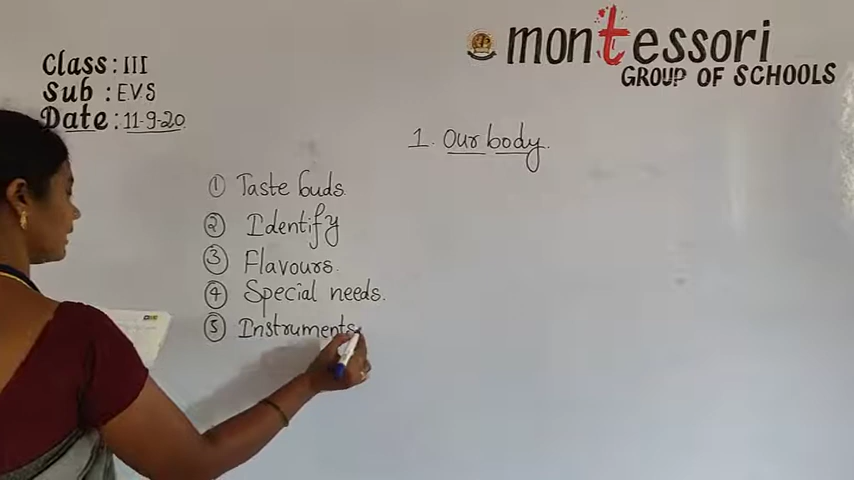 montessori
GROUP OF SCHOOLS
Class : III
Sub : E.V.S
Date : 11-9-20
1. Our body.
① Taste buds.
② Identify
③ Flavours.
④ Special needs.
⑤ Instruments